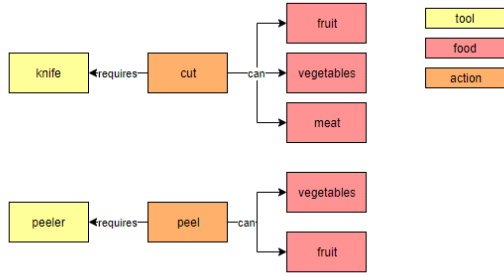 fruit
tool
food
knife
requires
cut
can
vegetables
action
meat
vegetables
peeler
requires
peel
can
fruit